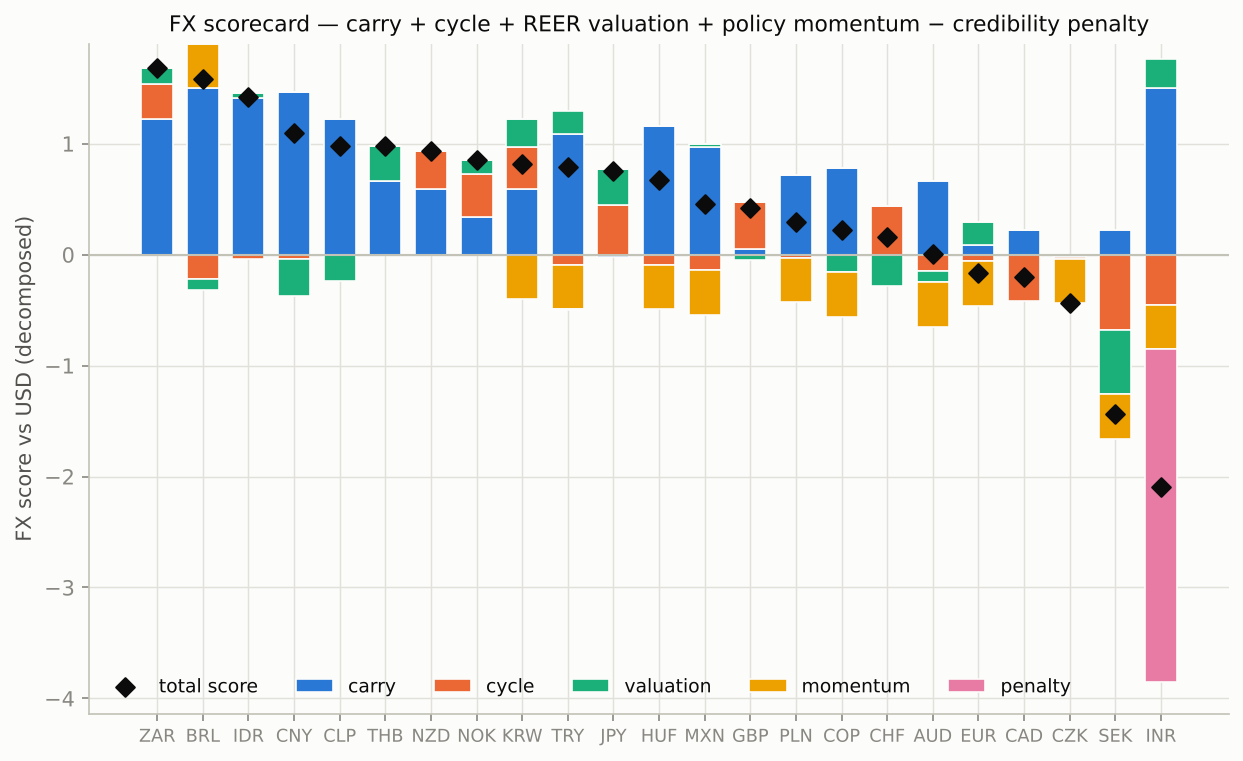 FX scorecard — carry + cycle + REER valuation + policy momentum − credibility penalty
FX score vs USD (decomposed)
1
0
−1
−2
−3
−4
total score carry cycle valuation momentum penalty
ZAR BRL IDR CNY CLP THB NZD NOK KRW TRY JPY HUF MXN GBP PLN COP CHF AUD EUR CAD CZK SEK INR